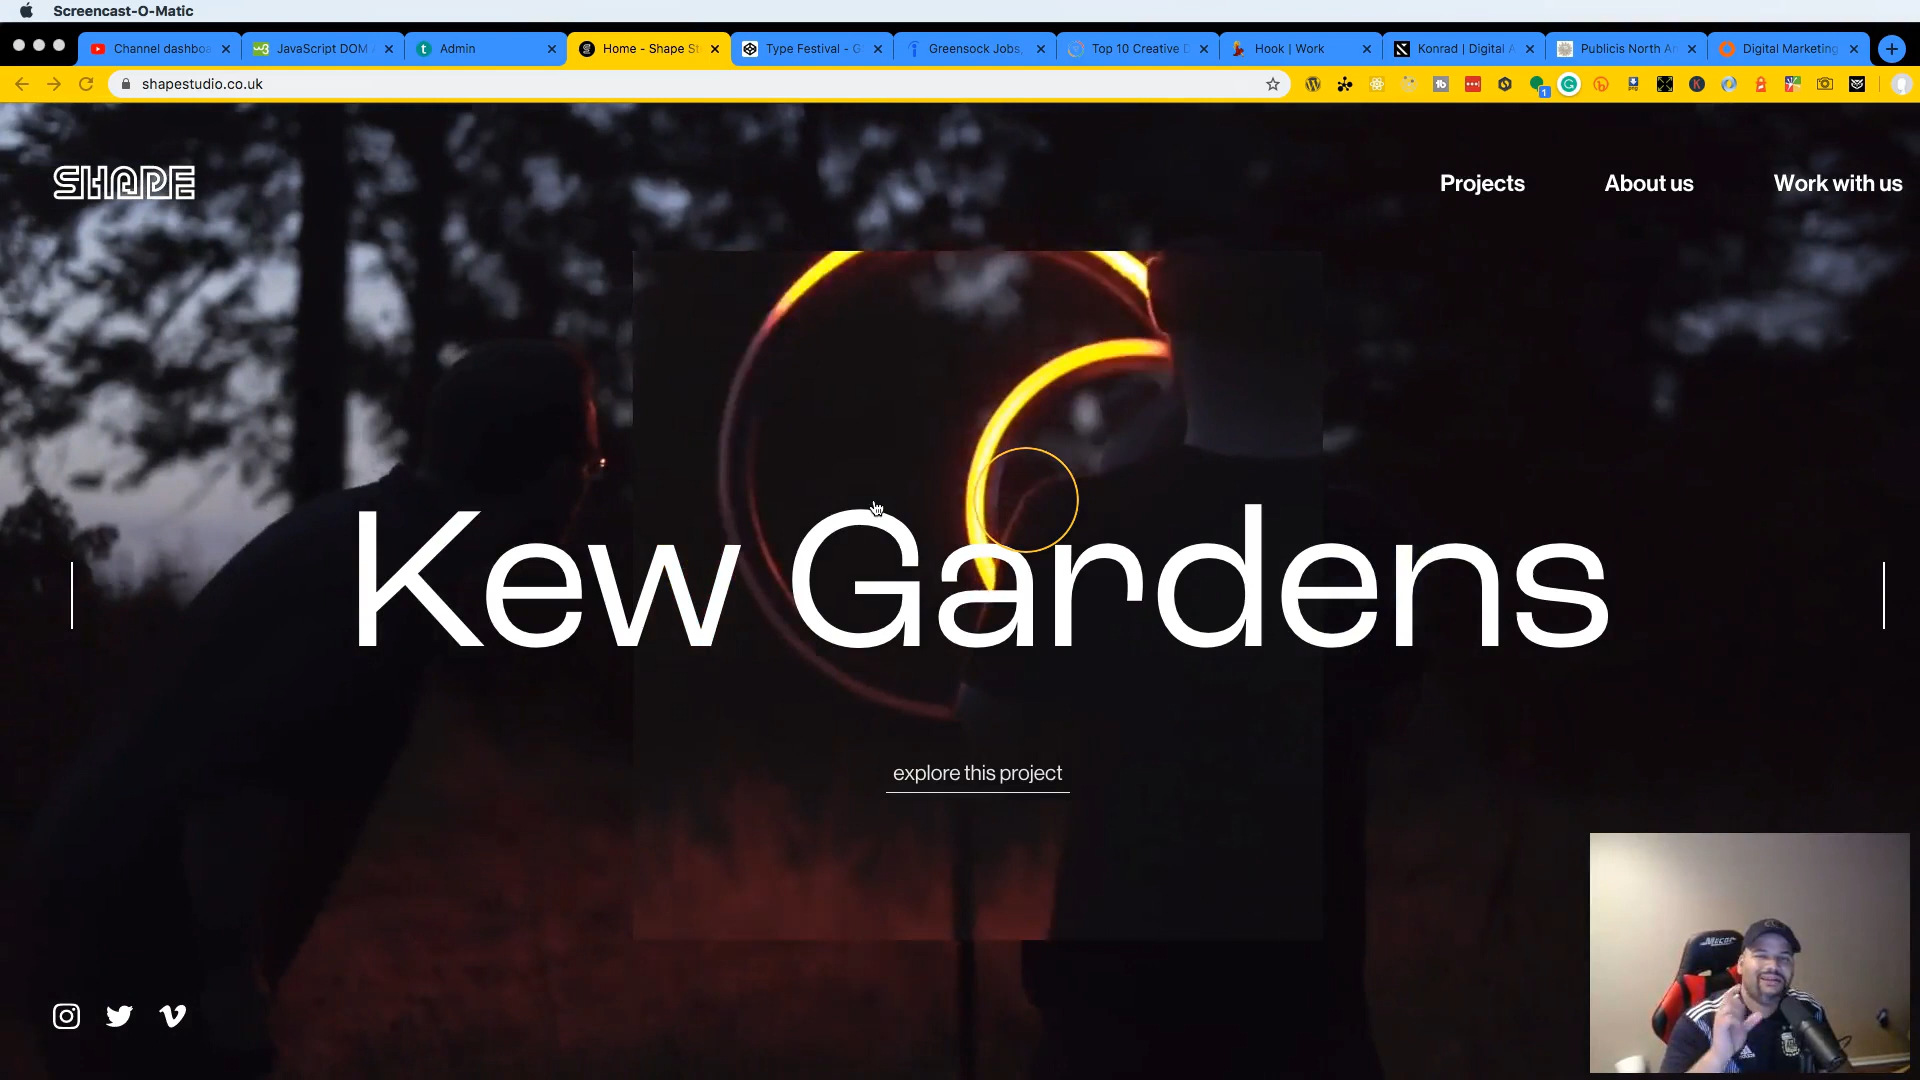 Screencast-O-Matic
Channel dashboa
JavaScript DOM
Admin
Home - Shape St
Type Festival - G
Greensock Jobs,
Top 10 Creative D
Hook | Work
Konrad | Digital A
Publicis North Am
Digital Marketing
shapestudio.co.uk
SHAPE
Projects
About us
Work with us
Kew Gardens
explore this project